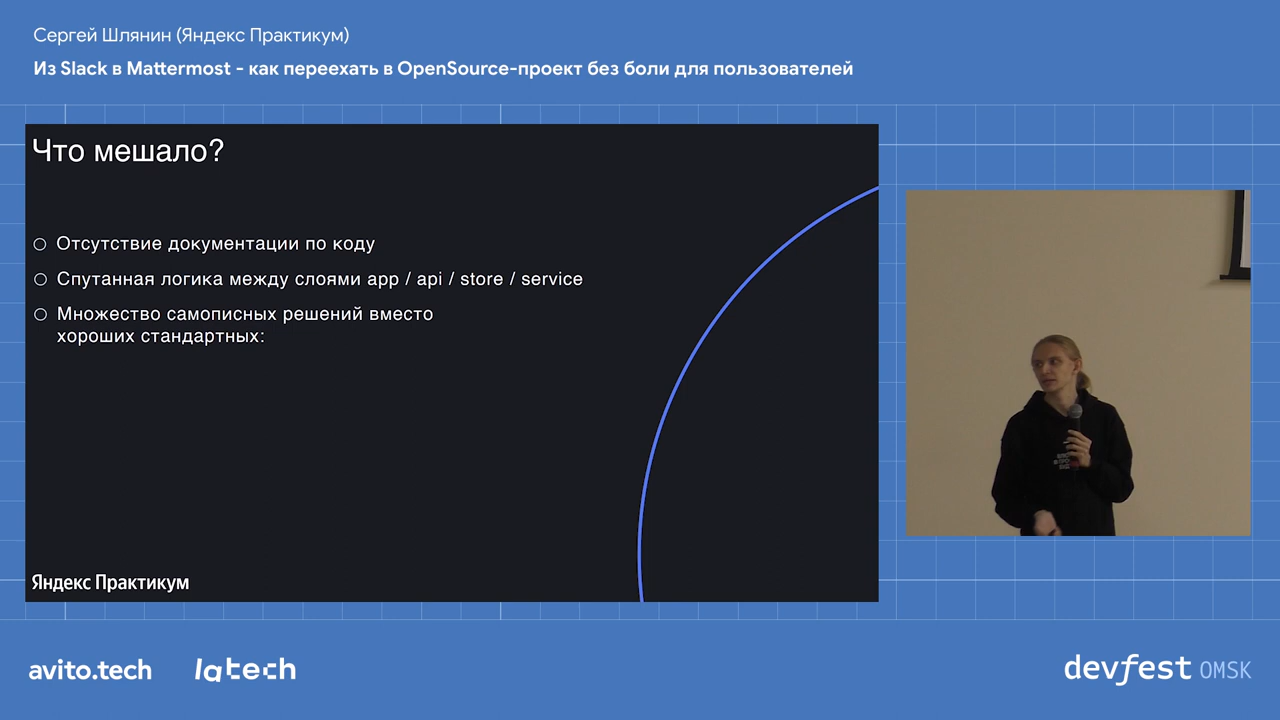 Сергей Шлянин (Яндекс Практикум)
Из Slack в Mattermost - как переехать в OpenSource-проект без боли для пользователей
Что мешало?
Отсутствие документации по коду
Спутанная логика между слоями app / api / store / service
Множество самописных решений вместо
хороших стандартных:
Яндекс Практикум
avito.tech
latech
devfest OMSK